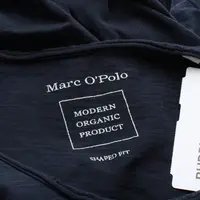 Marc O'Polo
MODERN
ORGANIC
PRODUCT
SHAPED FIT